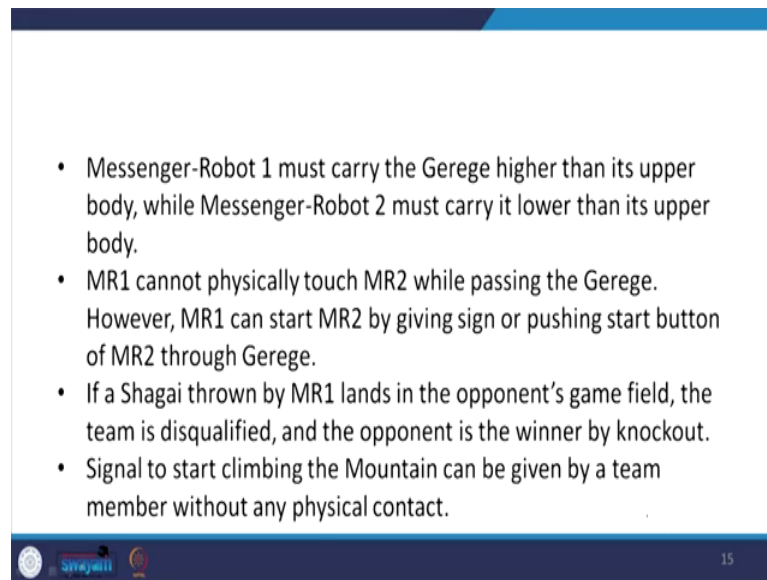 • Messenger-Robot 1 must carry the Gerege higher than its upper
body, while Messenger-Robot 2 must carry it lower than its upper
body.
• MR1 cannot physically touch MR2 while passing the Gerege.
However, MR1 can start MR2 by giving sign or pushing start button
of MR2 through Gerege.
• If a Shagai thrown by MR1 lands in the opponent's game field, the
team is disqualified, and the opponent is the winner by knockout.
• Signal to start climbing the Mountain can be given by a team
member without any physical contact.
swayam
15